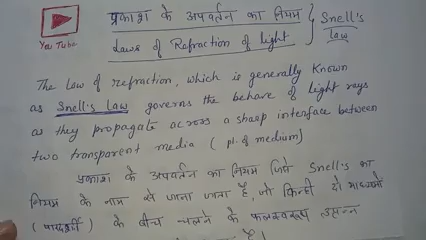 You Tube
प्रकाश के अपवर्तन का नियम } Snell's
Laws of Refraction of light law
The law of refraction, which is generally known
as Snell's Law governs the behave of light rays
as they propagate across a sharp interface between
two transparent media ( pt. of medium)
प्रकाश के अपवर्तन का नियम जिसे Snell's का
नियम के नाम से जाना जाता है, जो किन्ही दो माध्यमों
( पारदर्शी ) के बीच चलने के फलस्वरूप उत्पन्न
है।